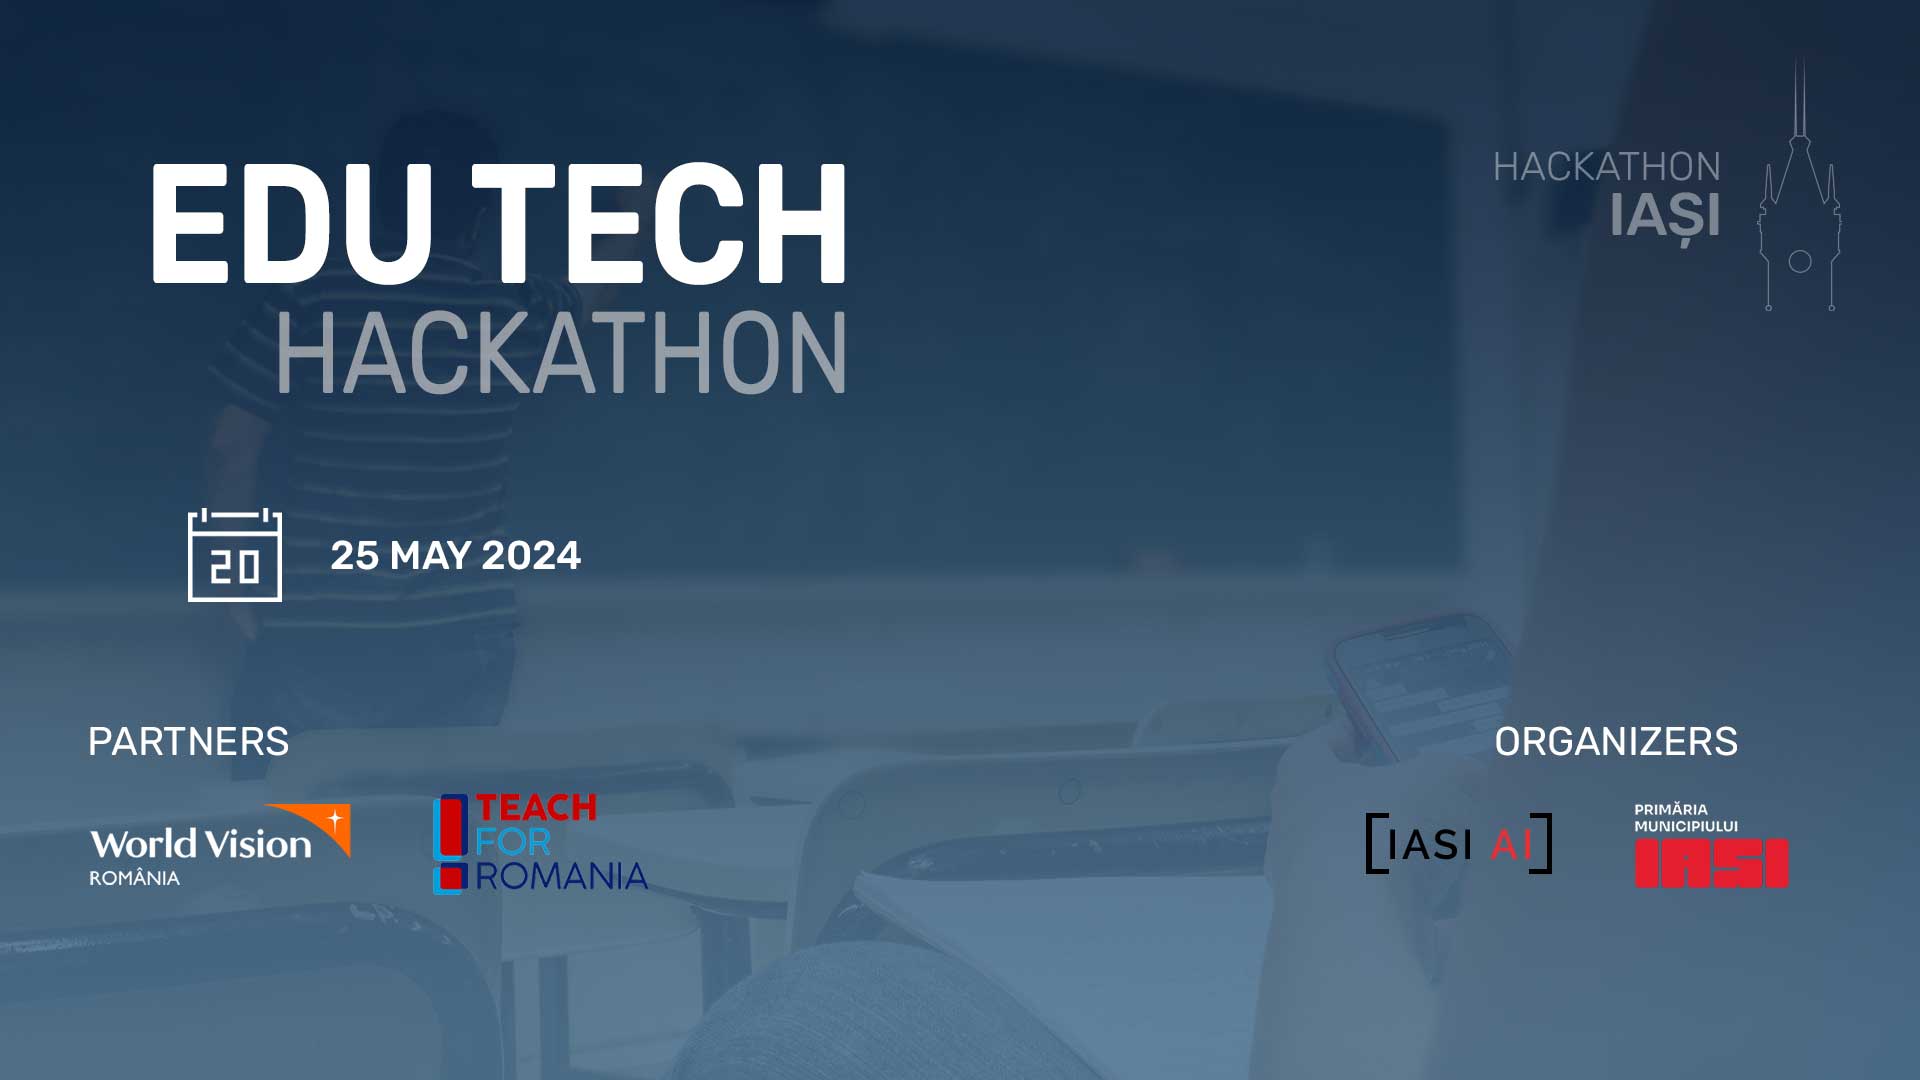 EDU TECH
HACKATHON
HACKATHON
IAȘI
20
25 MAY 2024
PARTNERS
World Vision
ROMÂNIA
TEACH
FOR
ROMANIA
ORGANIZERS
[IASI AI]
PRIMĂRIA
MUNICIPIULUI
IASI